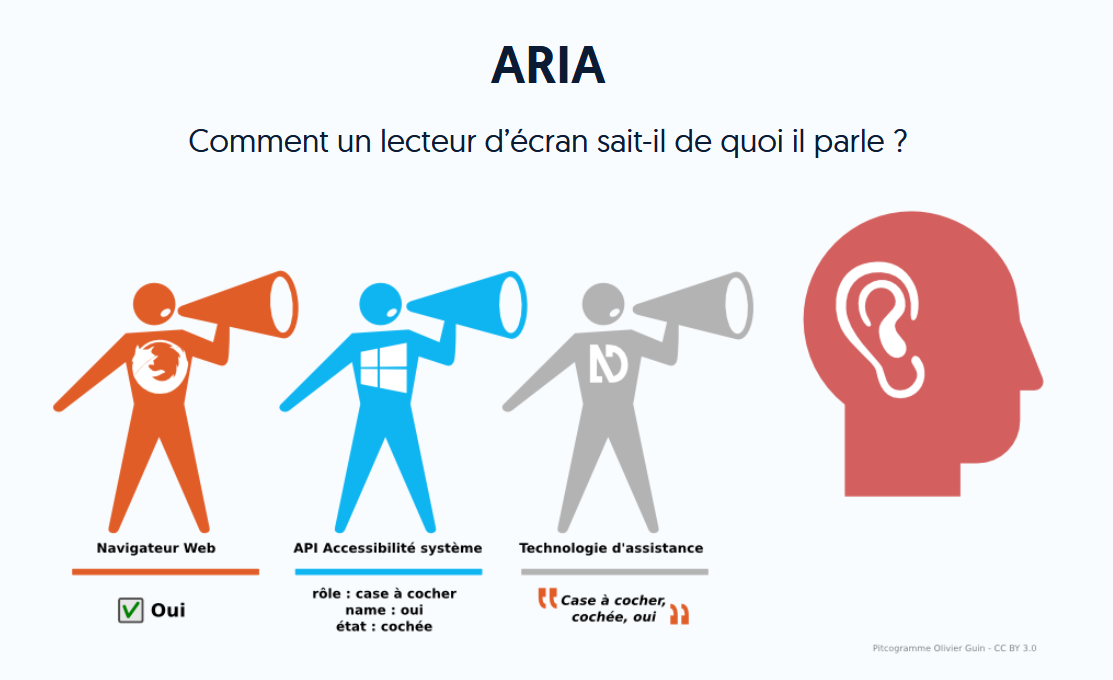 ARIA
Comment un lecteur d’écran sait-il de quoi il parle ?
Navigateur Web
Oui
API Accessibilité système
rôle : case à cocher
name : oui
état : cochée
Technologie d'assistance
Case à cocher,
cochée, oui
Pitcogramme Olivier Guin - CC BY 3.0